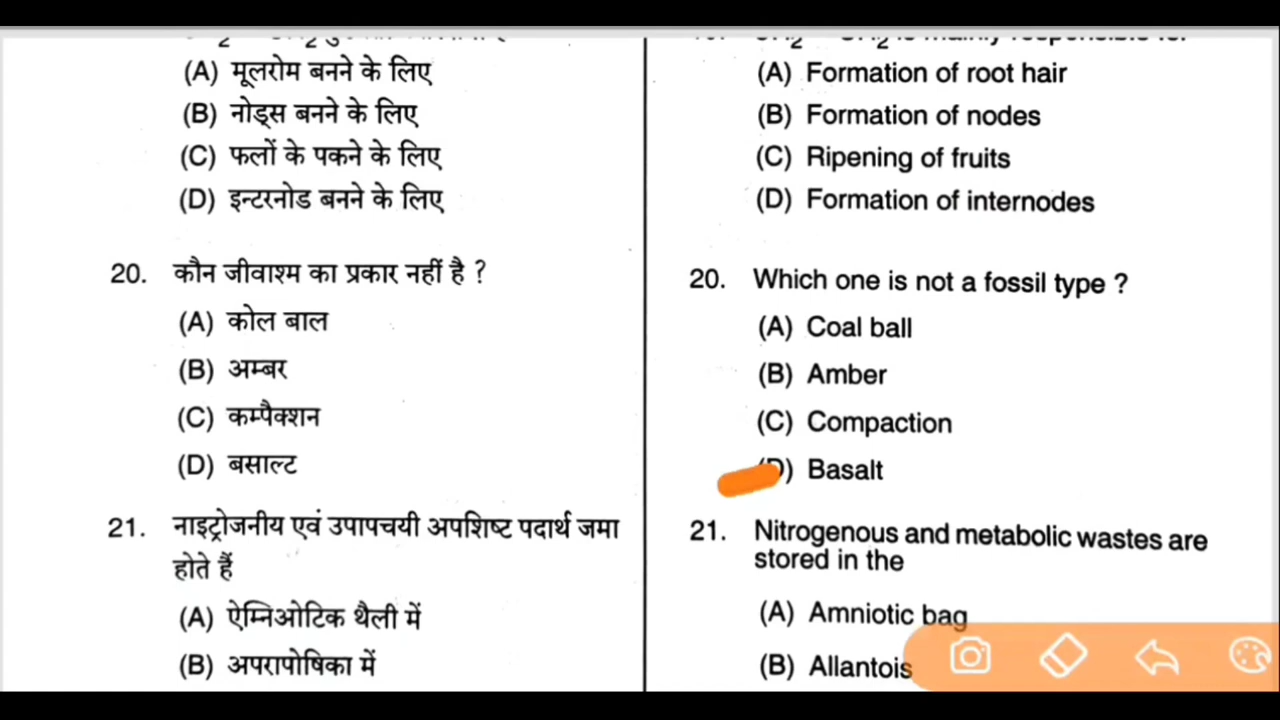 (A) मूलरोम बनने के लिए
(B) नोड्स बनने के लिए
(C) फलों के पकने के लिए
(D) इन्टरनोड बनने के लिए
20. कौन जीवाश्म का प्रकार नहीं है ?
(A) कोल बाल
(B) अम्बर
(C) कम्पैक्शन
(D) बसाल्ट
21. नाइट्रोजनीय एवं उपापचयी अपशिष्ट पदार्थ जमा
होते हैं
(A) ऐम्निओटिक थैली में
(B) अपरापोषिका में
(A) Formation of root hair
(B) Formation of nodes
(C) Ripening of fruits
(D) Formation of internodes
20. Which one is not a fossil type ?
(A) Coal ball
(B) Amber
(C) Compaction
(D) Basalt
21. Nitrogenous and metabolic wastes are
stored in the
(A) Amniotic bag
(B) Allantois